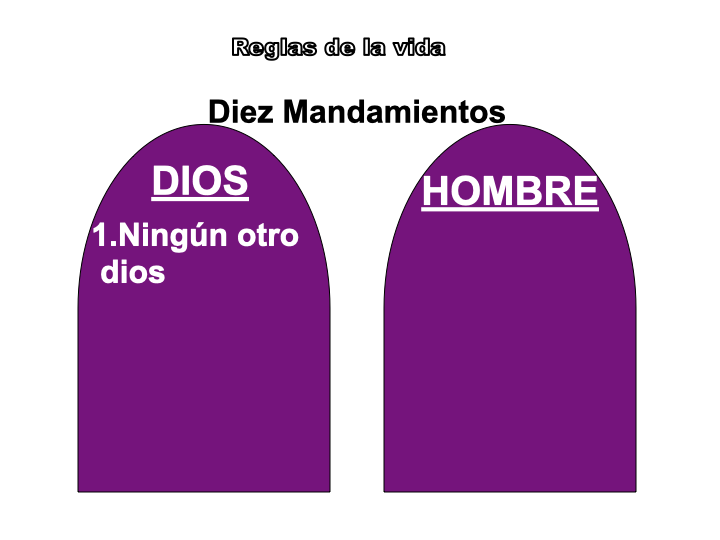 Reglas de la vida
Diez Mandamientos
DIOS
1.Ningún otro
dios
HOMBRE